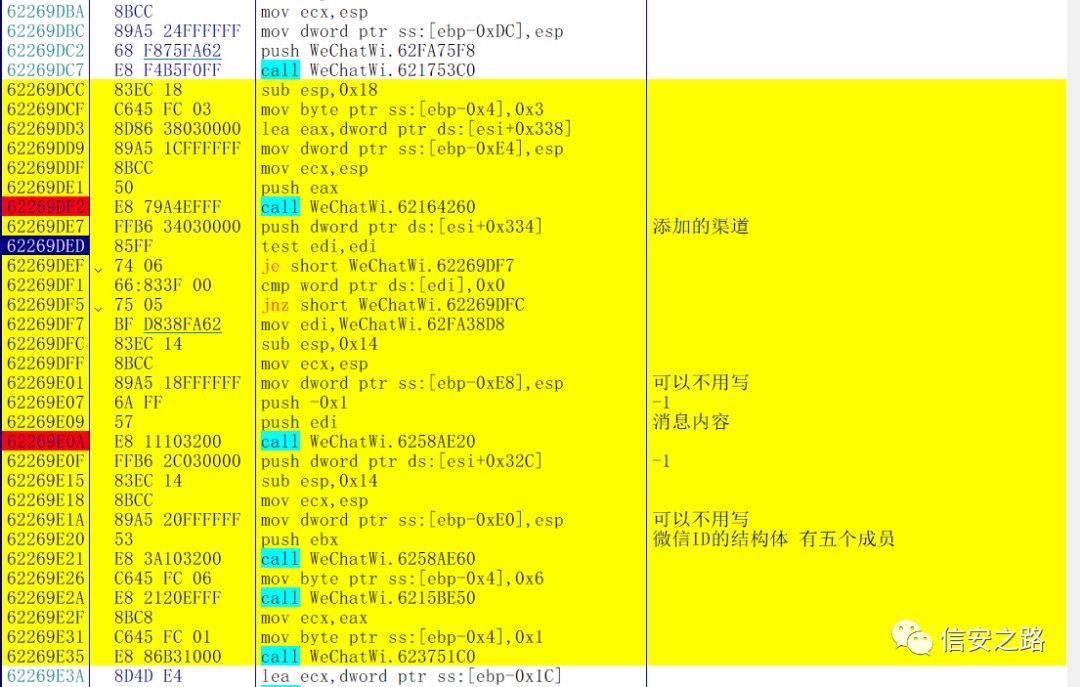 62269DBA 8BCC mov ecx,esp
62269DBC 89A5 24FFFFFF mov dword ptr ss:[ebp-0xDC],esp
62269DC2 68 F875FA62 push WeChatWi.62FA75F8
62269DC7 E8 F4B5F0FF call WeChatWi.621753C0
62269DCC 83EC 18 sub esp,0x18
62269DCF C645 FC 03 mov byte ptr ss:[ebp-0x4],0x3
62269DD3 8D86 38030000 lea eax,dword ptr ds:[esi+0x338]
62269DD9 89A5 1CFFFFFF mov dword ptr ss:[ebp-0xE4],esp
62269DDF 8BCC mov ecx,esp
62269DE1 50 push eax
62269DE2 E8 79A4EFFF call WeChatWi.62164260
62269DE7 FFB6 34030000 push dword ptr ds:[esi+0x334] 添加的渠道
62269DED 85FF test edi,edi
62269DEF 74 06 je short WeChatWi.62269DF7
62269DF1 66:833F 00 cmp word ptr ds:[edi],0x0
62269DF5 75 05 jnz short WeChatWi.62269DFC
62269DF7 BF D838FA62 mov edi,WeChatWi.62FA38D8
62269DFC 83EC 14 sub esp,0x14
62269DFF 8BCC mov ecx,esp
62269E01 89A5 18FFFFFF mov dword ptr ss:[ebp-0xE8],esp 可以不用写
62269E07 6A FF push -0x1 -1
62269E09 57 push edi 消息内容
62269E0A E8 11103200 call WeChatWi.6258AE20
62269E0F FFB6 2C030000 push dword ptr ds:[esi+0x32C] -1
62269E15 83EC 14 sub esp,0x14
62269E18 8BCC mov ecx,esp
62269E1A 89A5 20FFFFFF mov dword ptr ss:[ebp-0xE0],esp 可以不用写
62269E20 53 push ebx 微信ID的结构体 有五个成员
62269E21 E8 3A103200 call WeChatWi.6258AE60
62269E26 C645 FC 06 mov byte ptr ss:[ebp-0x4],0x6
62269E2A E8 2120EFFF call WeChatWi.6215BE50
62269E2F 8BC8 mov ecx,eax
62269E31 C645 FC 01 mov byte ptr ss:[ebp-0x4],0x1
62269E35 E8 86B31000 call WeChatWi.623751C0
62269E3A 8D4D E4 lea ecx,dword ptr ss:[ebp-0x1C]
信安之路